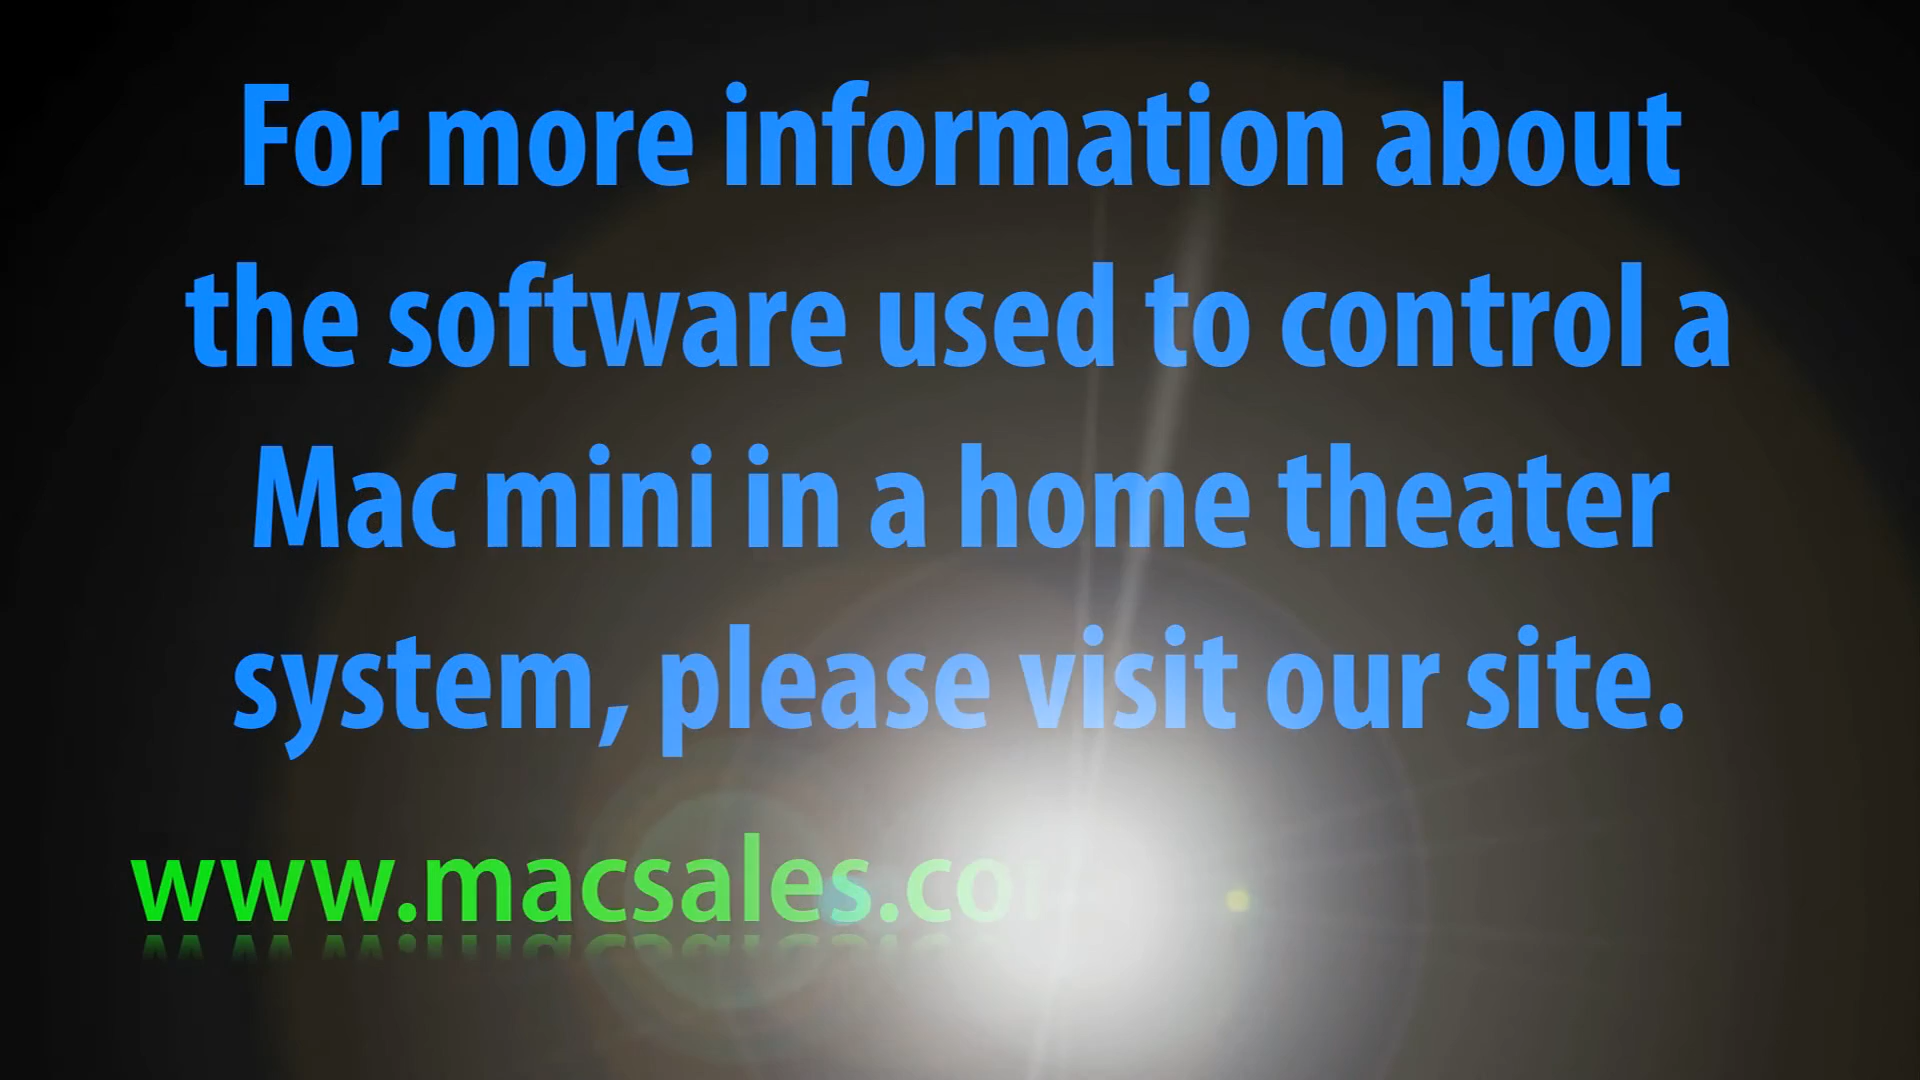 For more information about
the software used to control a
Mac mini in a home theater
system, please visit our site.
www.macsales.co